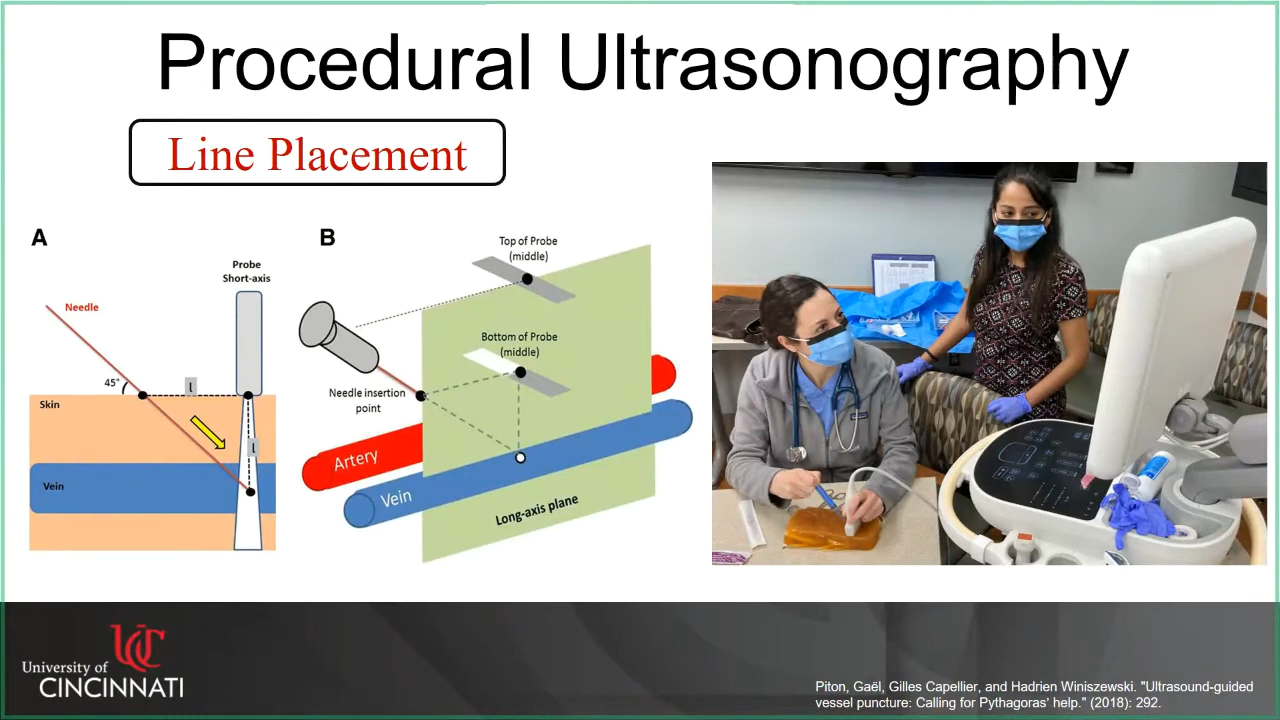 Procedural Ultrasonography
Line Placement
A
Probe
Short-axis
Needle
45°
l
Skin
l
Vein
B
Top of Probe
(middle)
Bottom of Probe
(middle)
Needle insertion
point
Artery
Vein
Long-axis plane
University of
CINCINNATI
UC
Piton, Gaël, Gilles Capellier, and Hadrien Winiszewski. "Ultrasound-guided
vessel puncture: Calling for Pythagoras' help." (2018): 292.